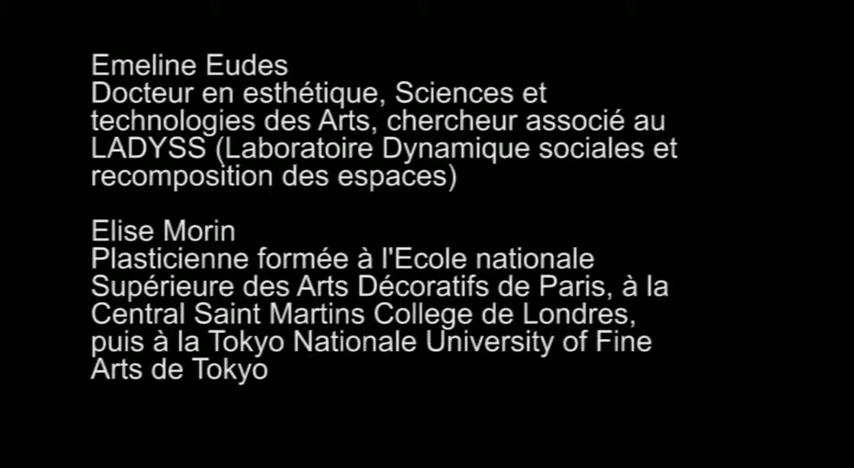 Emeline Eudes
Docteur en esthétique, Sciences et
technologies des Arts, chercheur associé au
LADYSS (Laboratoire Dynamique sociales et
recomposition des espaces)
Elise Morin
Plasticienne formée à l'Ecole nationale
Supérieure des Arts Décoratifs de Paris, à la
Central Saint Martins College de Londres,
puis à la Tokyo Nationale University of Fine
Arts de Tokyo